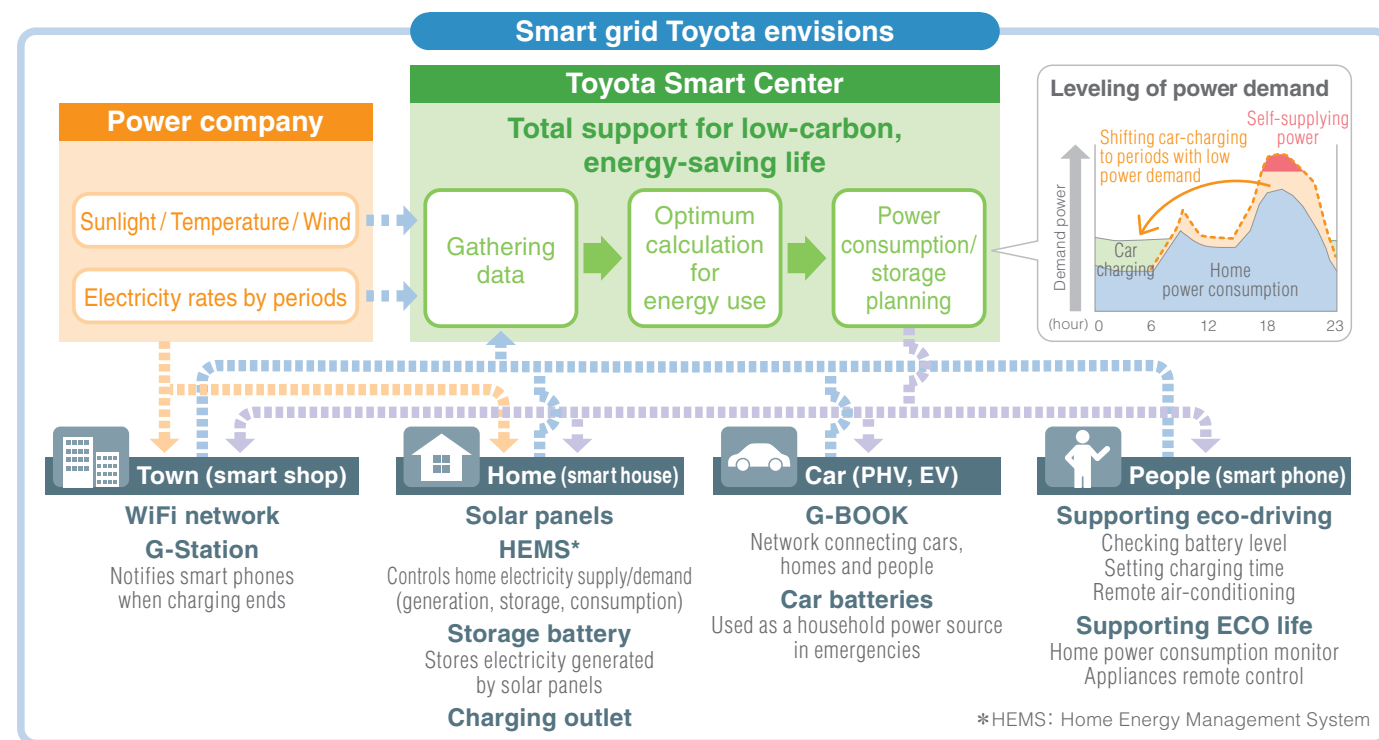 Smart grid Toyota envisions
Power company
Sunlight / Temperature / Wind
Electricity rates by periods
Toyota Smart Center
Total support for low-carbon,
energy-saving life
Gathering
data
Optimum
calculation
for
energy use
Power
consumption/
storage
planning
Leveling of power demand
Self-supplying
power
Shifting car-charging
to periods with low
power demand
Demand power
Car
charging
Home
power consumption
(hour) 0 6 12 18 23
Town (smart shop)
WiFi network
G-Station
Notifies smart phones
when charging ends
Home (smart house)
Solar panels
HEMS*
Controls home electricity supply/demand
(generation, storage, consumption)
Storage battery
Stores electricity generated
by solar panels
Charging outlet
Car (PHV, EV)
G-BOOK
Network connecting cars,
homes and people
Car batteries
Used as a household power source
in emergencies
People (smart phone)
Supporting eco-driving
Checking battery level
Setting charging time
Remote air-conditioning
Supporting ECO life
Home power consumption monitor
Appliances remote control
*HEMS: Home Energy Management System